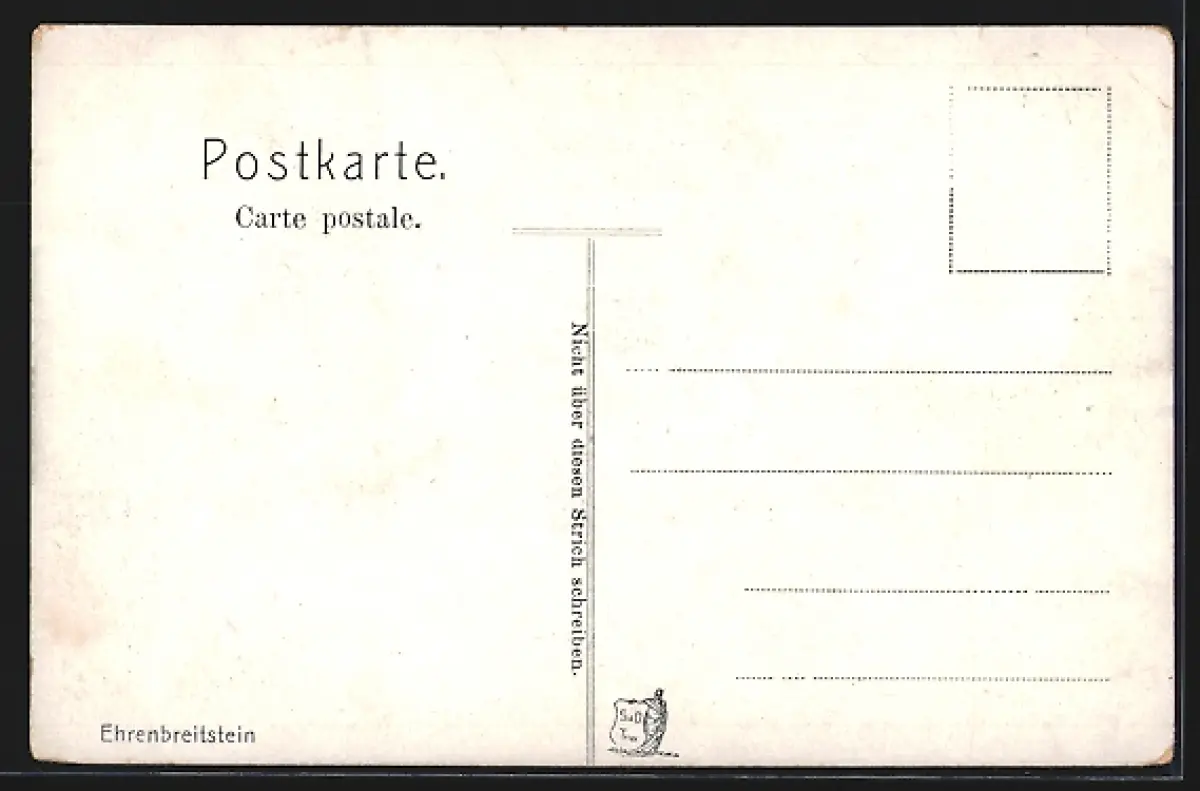 Postkarte.
Carte postale.
Nicht über diesen Strich schreiben.
Ehrenbreitstein